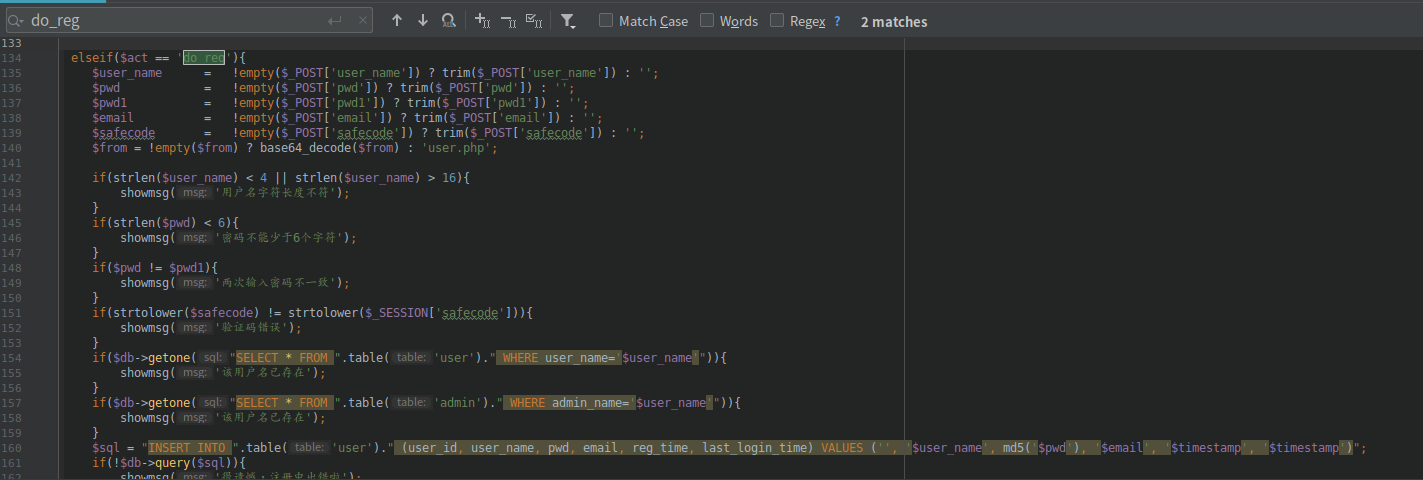 do_reg Match Case Words Regex ? 2 matches
133
134 elseif($act == 'do_reg'){
135 $user_name = !empty($_POST['user_name']) ? trim($_POST['user_name']) : '';
136 $pwd = !empty($_POST['pwd']) ? trim($_POST['pwd']) : '';
137 $pwd1 = !empty($_POST['pwd1']) ? trim($_POST['pwd1']) : '';
138 $email = !empty($_POST['email']) ? trim($_POST['email']) : '';
139 $safecode = !empty($_POST['safecode']) ? trim($_POST['safecode']) : '';
140 $from = !empty($from) ? base64_decode($from) : 'user.php';
141
142 if(strlen($user_name) < 4 || strlen($user_name) > 16){
143 showmsg( msg: '用户名字符长度不符');
144 }
145 if(strlen($pwd) < 6){
146 showmsg( msg: '密码不能少于6个字符');
147 }
148 if($pwd != $pwd1){
149 showmsg( msg: '两次输入密码不一致');
150 }
151 if(strtolower($safecode) != strtolower($_SESSION['safecode'])){
152 showmsg( msg: '验证码错误');
153 }
154 if($db->getone( sql: "SELECT * FROM ".table( table: 'user')." WHERE user_name='$user_name'")){
155 showmsg( msg: '该用户名已存在');
156 }
157 if($db->getone( sql: "SELECT * FROM ".table( table: 'admin')." WHERE admin_name='$user_name'")){
158 showmsg( msg: '该用户名已存在');
159 }
160 $sql = "INSERT INTO ".table( table: 'user')." (user_id, user_name, pwd, email, reg_time, last_login_time) VALUES ('', '$user_name', md5('$pwd'), '$email', '$timestamp', '$timestamp')";
161 if(!$db->query($sql)){
162 showmsg( msg: '很遗憾，注册中出错啦');